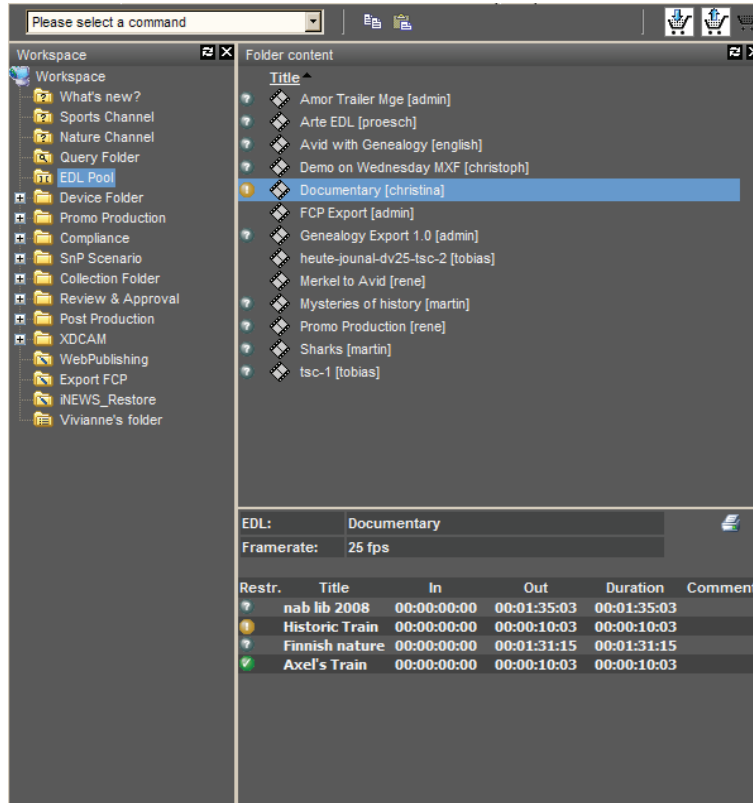 Please select a command
Workspace
Workspace
What's new?
Sports Channel
Nature Channel
Query Folder
EDL Pool
Device Folder
Promo Production
Compliance
SnP Scenario
Collection Folder
Review & Approval
Post Production
XDCAM
WebPublishing
Export FCP
iNEWS_Restore
Vivianne's folder
Folder content
Title
Amor Trailer Mge [admin]
Arte EDL [proesch]
Avid with Genealogy [english]
Demo on Wednesday MXF [christoph]
Documentary [christina]
FCP Export [admin]
Genealogy Export 1.0 [admin]
heute-jounal-dv25-tsc-2 [tobias]
Merkel to Avid [rene]
Mysteries of history [martin]
Promo Production [rene]
Sharks [martin]
tsc-1 [tobias]
EDL: Documentary
Framerate: 25 fps
Restr. Title In Out Duration Comment
nab lib 2008 00:00:00:00 00:01:35:03 00:01:35:03
Historic Train 00:00:00:00 00:00:10:03 00:00:10:03
Finnish nature 00:00:00:00 00:01:31:15 00:01:31:15
Axel's Train 00:00:00:00 00:00:10:03 00:00:10:03